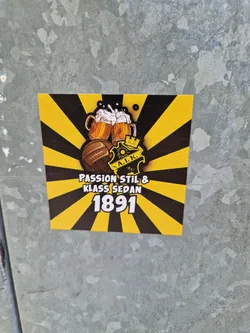 A.I.K.
PASSION STIL &
KLASS SEDAN
1891